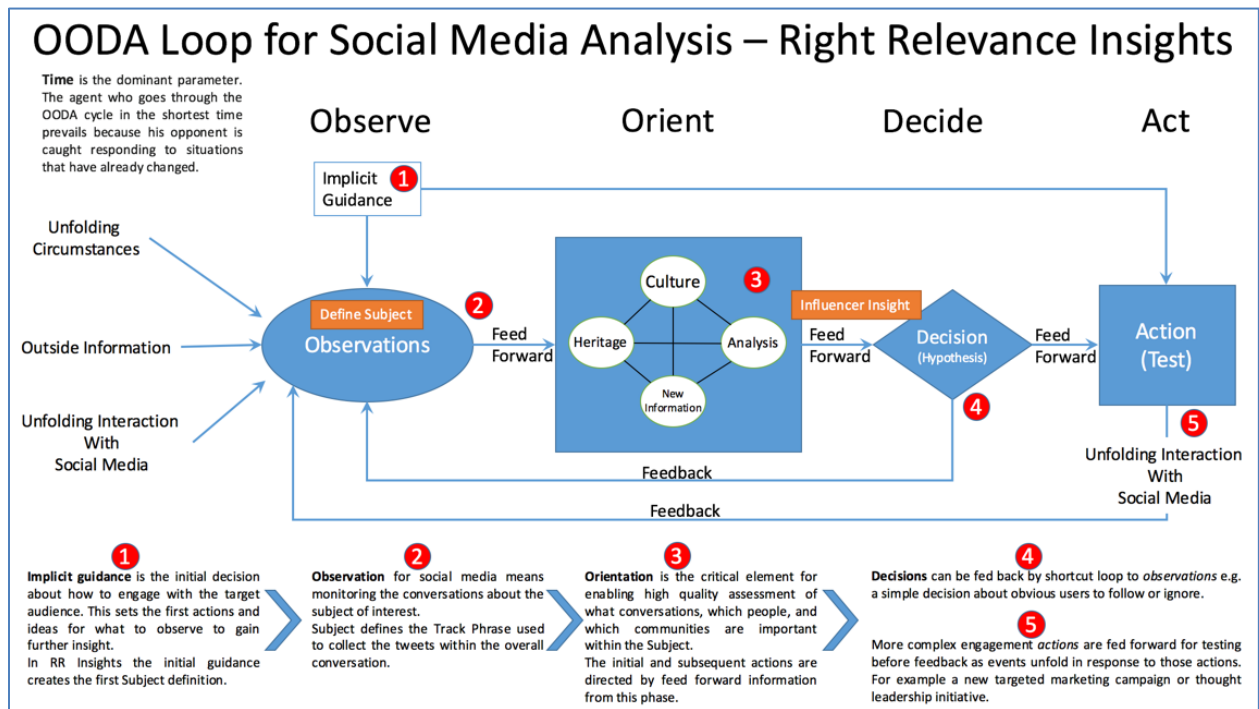 OODA Loop for Social Media Analysis – Right Relevance Insights
Time is the dominant parameter.
The agent who goes through the
OODA cycle in the shortest time
prevails because his opponent is
caught responding to situations
that have already changed.
Observe
Orient
Decide
Act
Implicit
Guidance
1
Unfolding
Circumstances
Outside Information
Unfolding Interaction
With
Social Media
Define Subject
Observations
2
Feed
Forward
Culture
3
Heritage
Analysis
New
Information
Influencer Insight
Feed
Forward
Decision
(Hypothesis)
4
Feed
Forward
Action
(Test)
5
Unfolding Interaction
With
Social Media
Feedback
Feedback
1
Implicit guidance is the initial decision
about how to engage with the target
audience. This sets the first actions and
ideas for what to observe to gain
further insight.
In RR Insights the initial guidance
creates the first Subject definition.
2
Observation for social media means
monitoring the conversations about the
subject of interest.
Subject defines the Track Phrase used
to collect the tweets within the overall
conversation.
3
Orientation is the critical element for
enabling high quality assessment of
what conversations, which people, and
which communities are important
within the Subject.
The initial and subsequent actions are
directed by feed forward information
from this phase.
4
Decisions can be fed back by shortcut loop to observations e.g.
a simple decision about obvious users to follow or ignore.
5
More complex engagement actions are fed forward for testing
before feedback as events unfold in response to those actions.
For example a new targeted marketing campaign or thought
leadership initiative.